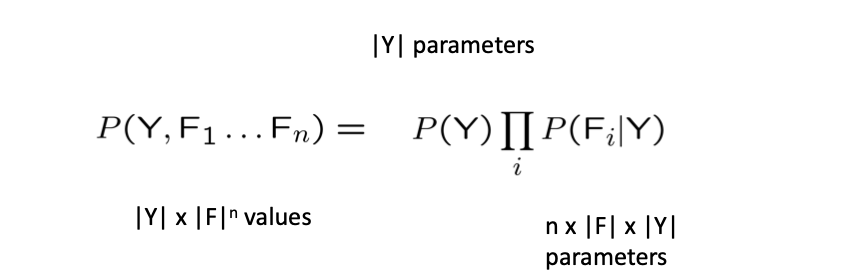 |Y| parameters
P(Y, F₁ … Fₙ) = P(Y) ∏ P(Fᵢ|Y)
i
|Y| x |F|ⁿ values
n x |F| x |Y|
parameters